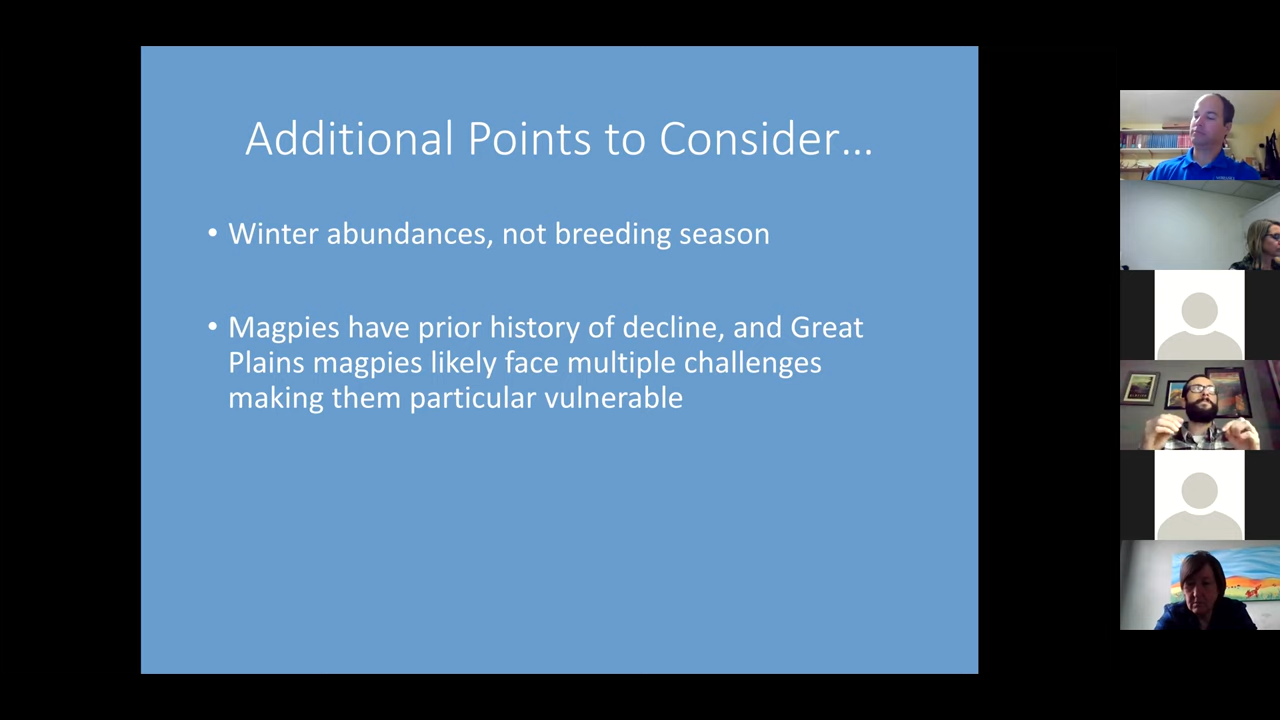 Additional Points to Consider…
• Winter abundances, not breeding season
• Magpies have prior history of decline, and Great
Plains magpies likely face multiple challenges
making them particular vulnerable